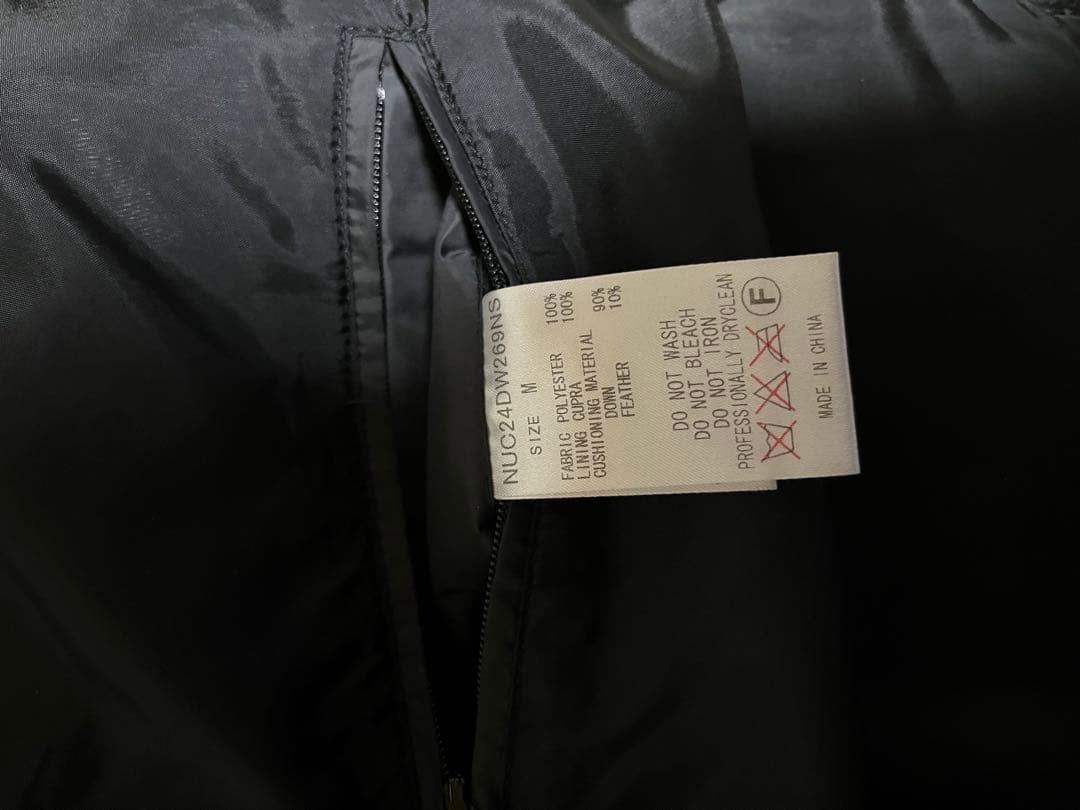 NUC24DW269NS
SIZE M
FABRIC POLYESTER 100%
LINING CUPRA 100%
CUSHIONING MATERIAL
DOWN 90%
FEATHER 10%
DO NOT WASH
DO NOT BLEACH
DO NOT IRON
PROFESSIONALLY DRYCLEAN
F
MADE IN CHINA